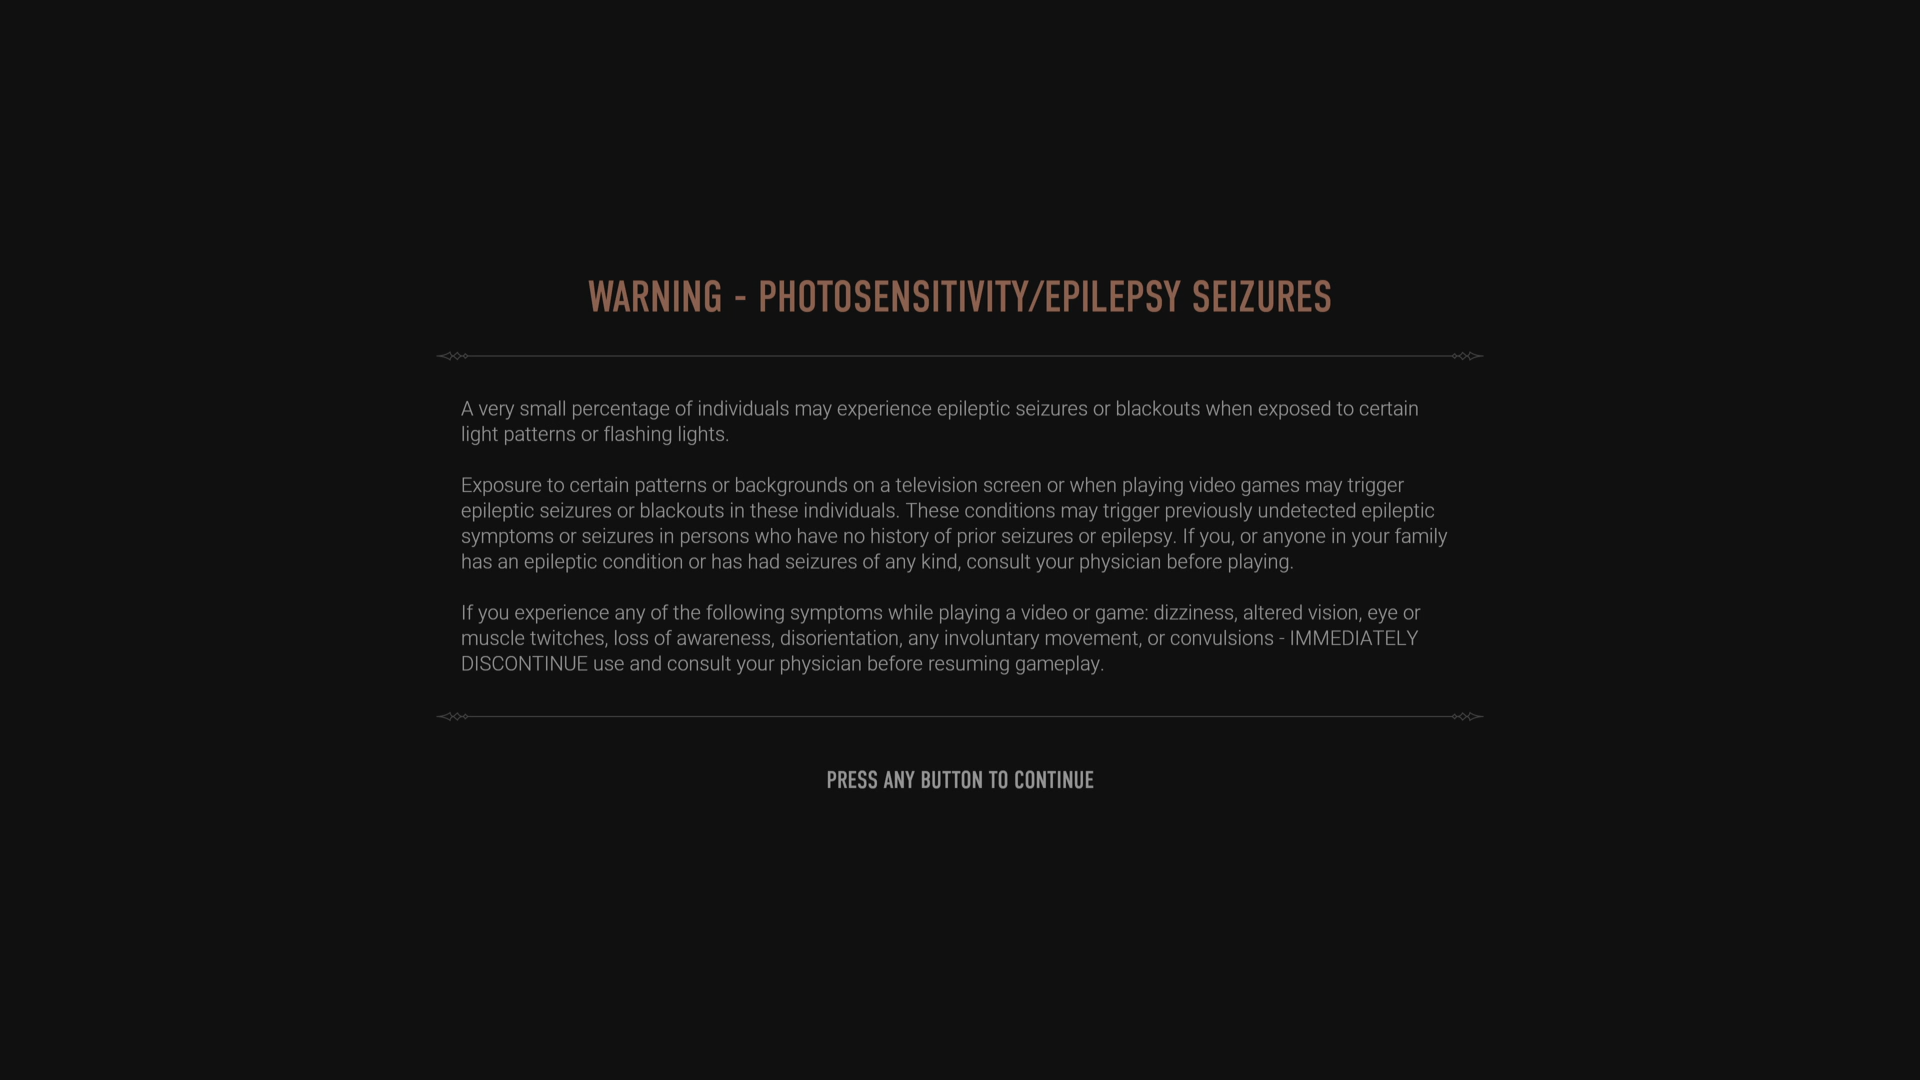 WARNING - PHOTOSENSITIVITY/EPILEPSY SEIZURES
A very small percentage of individuals may experience epileptic seizures or blackouts when exposed to certain
light patterns or flashing lights.
Exposure to certain patterns or backgrounds on a television screen or when playing video games may trigger
epileptic seizures or blackouts in these individuals. These conditions may trigger previously undetected epileptic
symptoms or seizures in persons who have no history of prior seizures or epilepsy. If you, or anyone in your family
has an epileptic condition or has had seizures of any kind, consult your physician before playing.
If you experience any of the following symptoms while playing a video or game: dizziness, altered vision, eye or
muscle twitches, loss of awareness, disorientation, any involuntary movement, or convulsions - IMMEDIATELY
DISCONTINUE use and consult your physician before resuming gameplay.
PRESS ANY BUTTON TO CONTINUE